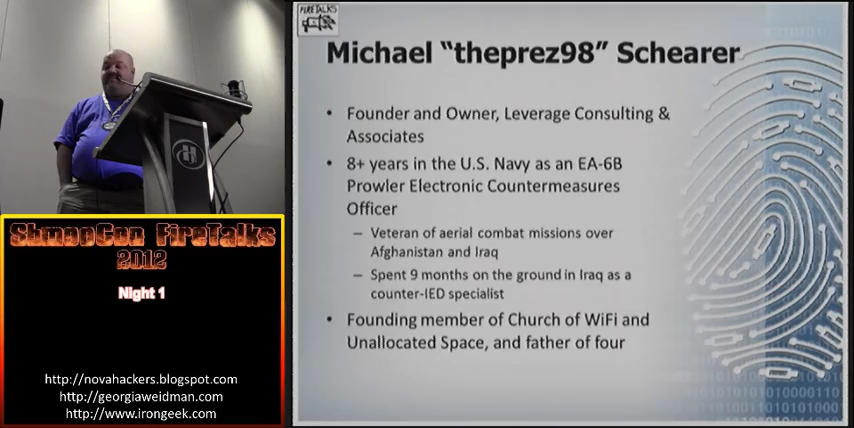 FIRETALKS
Michael "theprez98" Schearer
• Founder and Owner, Leverage Consulting &
Associates
• 8+ years in the U.S. Navy as an EA-6B
Prowler Electronic Countermeasures
Officer
– Veteran of aerial combat missions over
Afghanistan and Iraq
– Spent 9 months on the ground in Iraq as a
counter-IED specialist
• Founding member of Church of WiFi and
Unallocated Space, and father of four
ShmooCon FireTalks
2012
Night 1
http://novahackers.blogspot.com
http://georgiaweidman.com
http://www.irongeek.com